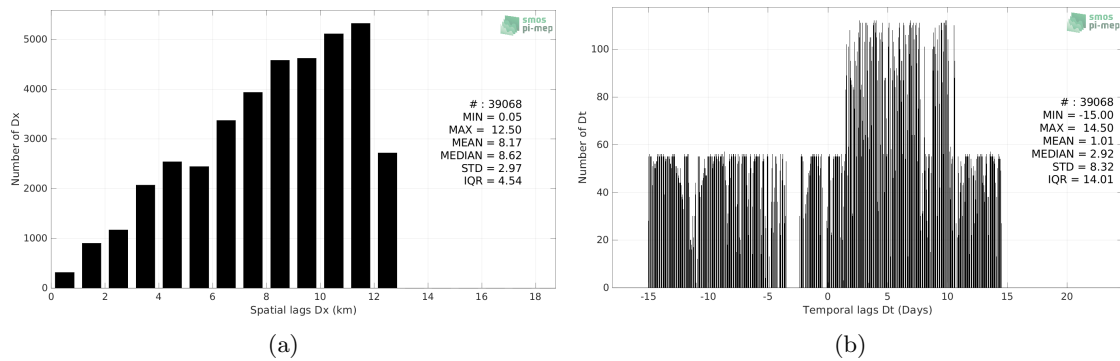 smos
pi-mep
5000
4000
3000
2000
1000
0
Number of Dx
# : 39068
MIN = 0.05
MAX = 12.50
MEAN = 8.17
MEDIAN = 8.62
STD = 2.97
IQR = 4.54
0 2 4 6 8 10 12 14 16 18
Spatial lags Dx (km)
(a)
smos
pi-mep
100
80
60
40
20
0
Number of Dt
# : 39068
MIN = -15.00
MAX = 14.50
MEAN = 1.01
MEDIAN = 2.92
STD = 8.32
IQR = 14.01
-15 -10 -5 0 5 10 15 20
Temporal lags Dt (Days)
(b)